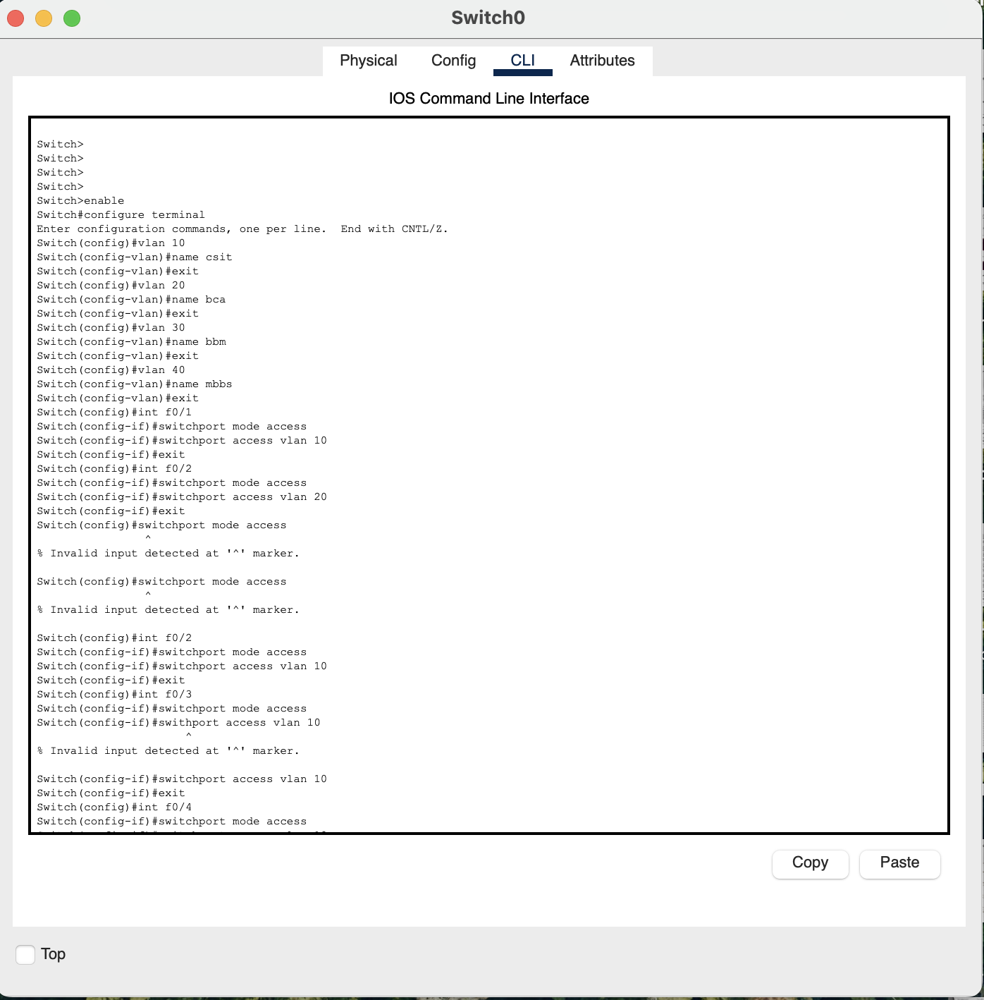 Switch0
Physical Config CLI Attributes
IOS Command Line Interface
Switch>
Switch>
Switch>
Switch>
Switch>enable
Switch#configure terminal
Enter configuration commands, one per line.  End with CNTL/Z.
Switch(config)#vlan 10
Switch(config-vlan)#name csit
Switch(config-vlan)#exit
Switch(config)#vlan 20
Switch(config-vlan)#name bca
Switch(config-vlan)#exit
Switch(config)#vlan 30
Switch(config-vlan)#name bbm
Switch(config-vlan)#exit
Switch(config)#vlan 40
Switch(config-vlan)#name mbbs
Switch(config-vlan)#exit
Switch(config)#int f0/1
Switch(config-if)#switchport mode access
Switch(config-if)#switchport access vlan 10
Switch(config-if)#exit
Switch(config)#int f0/2
Switch(config-if)#switchport mode access
Switch(config-if)#switchport access vlan 20
Switch(config-if)#exit
Switch(config)#switchport mode access
^
% Invalid input detected at '^' marker.
Switch(config)#switchport mode access
^
% Invalid input detected at '^' marker.
Switch(config)#int f0/2
Switch(config-if)#switchport mode access
Switch(config-if)#switchport access vlan 10
Switch(config-if)#exit
Switch(config)#int f0/3
Switch(config-if)#switchport mode access
Switch(config-if)#swithport access vlan 10
^
% Invalid input detected at '^' marker.
Switch(config-if)#switchport access vlan 10
Switch(config-if)#exit
Switch(config)#int f0/4
Switch(config-if)#switchport mode access
Copy Paste
Top